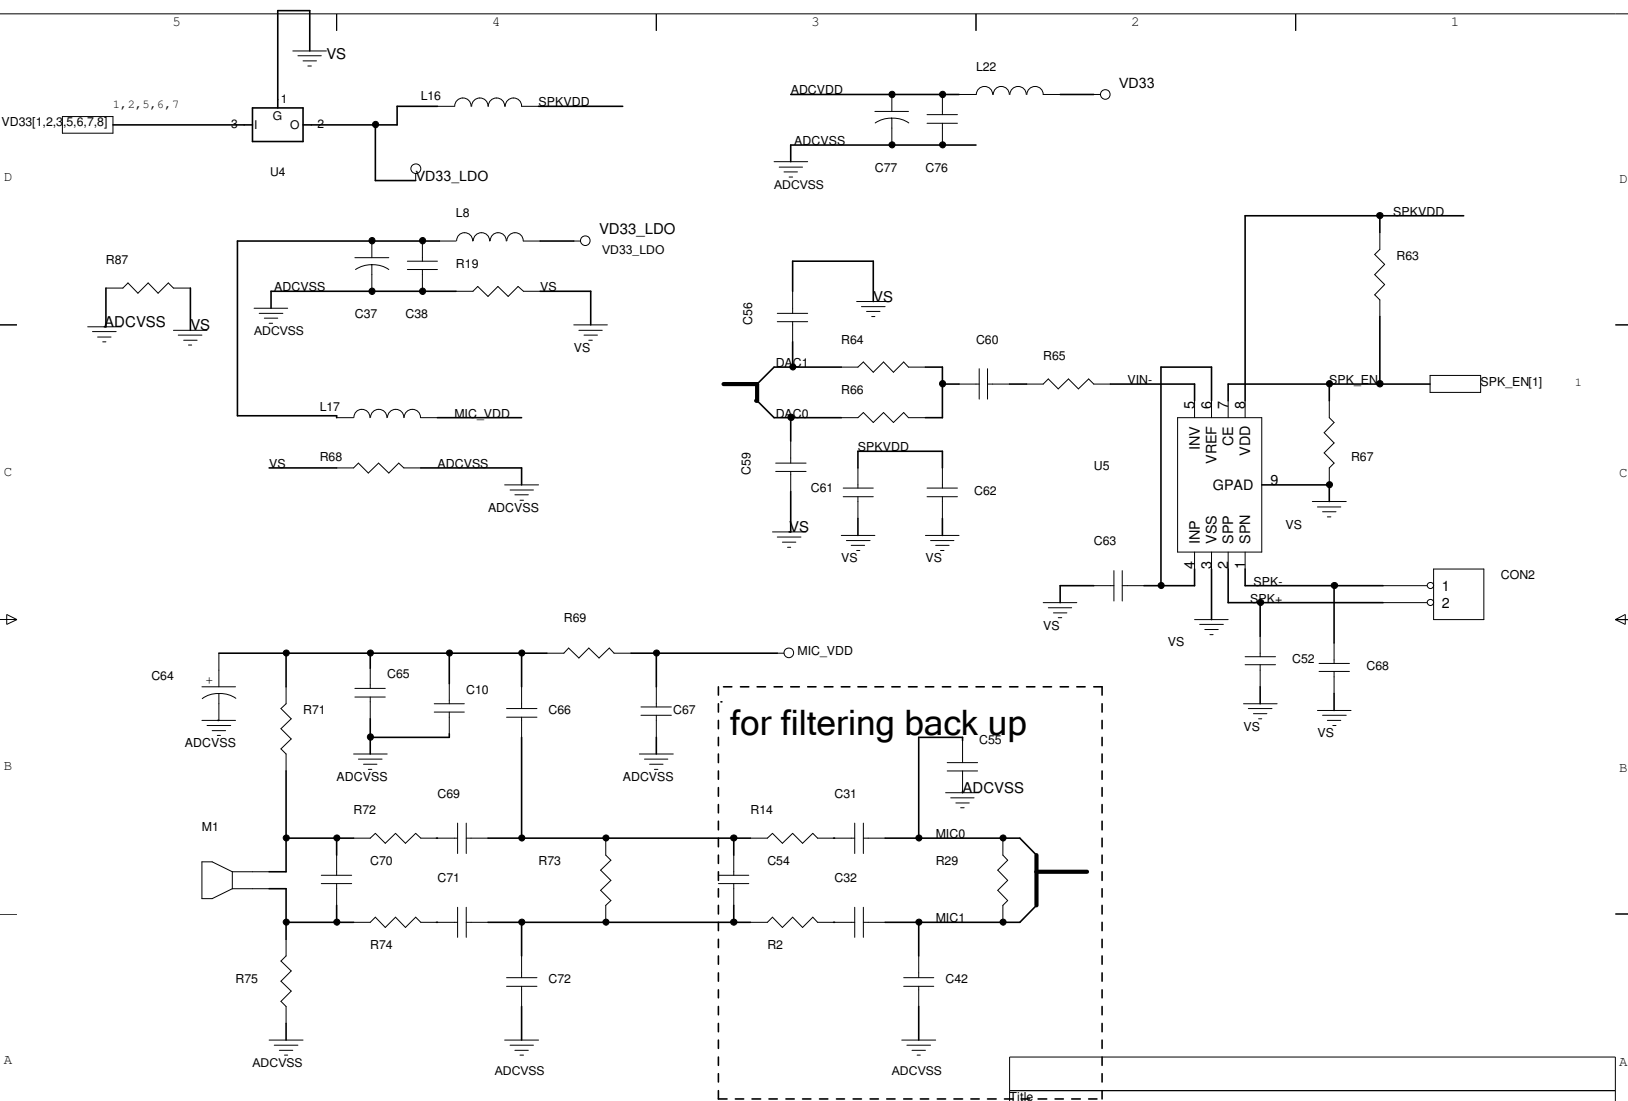 5 4 3 2 1
VS
L22
VD33
ADCVDD
1,2,5,6,7
1
L16
SPKVDD
VD33[1,2,3,5,6,7,8]
3 I G O 2
ADCVSS
U4
VD33_LDO
C77 C76
D
D
ADCVSS
L8
SPKVDD
VD33_LDO
VD33_LDO
R87
R19
R63
ADCVSS
VS
VS
C37 C38
C56
ADCVSS VS
ADCVSS
VS
R64
C60
R65
DAC1
R66
VIN-
SPK_EN
SPK_EN[1]
1
L17
MIC_VDD
DAC0
5 6 7 8
INV VREF CE VDD
SPKVDD
VS
R68
ADCVSS
C59
U5
R67
C
C
C61
C62
GPAD
9
ADCVSS
VS
VS
VS
VS
INP VSS SPP SPN
C63
4 3 2 1
SPK-
1
CON2
SPK+
2
VS
VS
R69
MIC_VDD
C64
+
C65
C52
C68
C10
R71
C66
C67
for filtering back up
VS
VS
ADCVSS
C55
B
B
ADCVSS
ADCVSS
ADCVSS
C69
C31
R72
R14
M1
MIC0
C70
R73
C54
R29
C71
C32
MIC1
R74
R2
R75
C72
C42
A
A
ADCVSS
ADCVSS
ADCVSS
Title